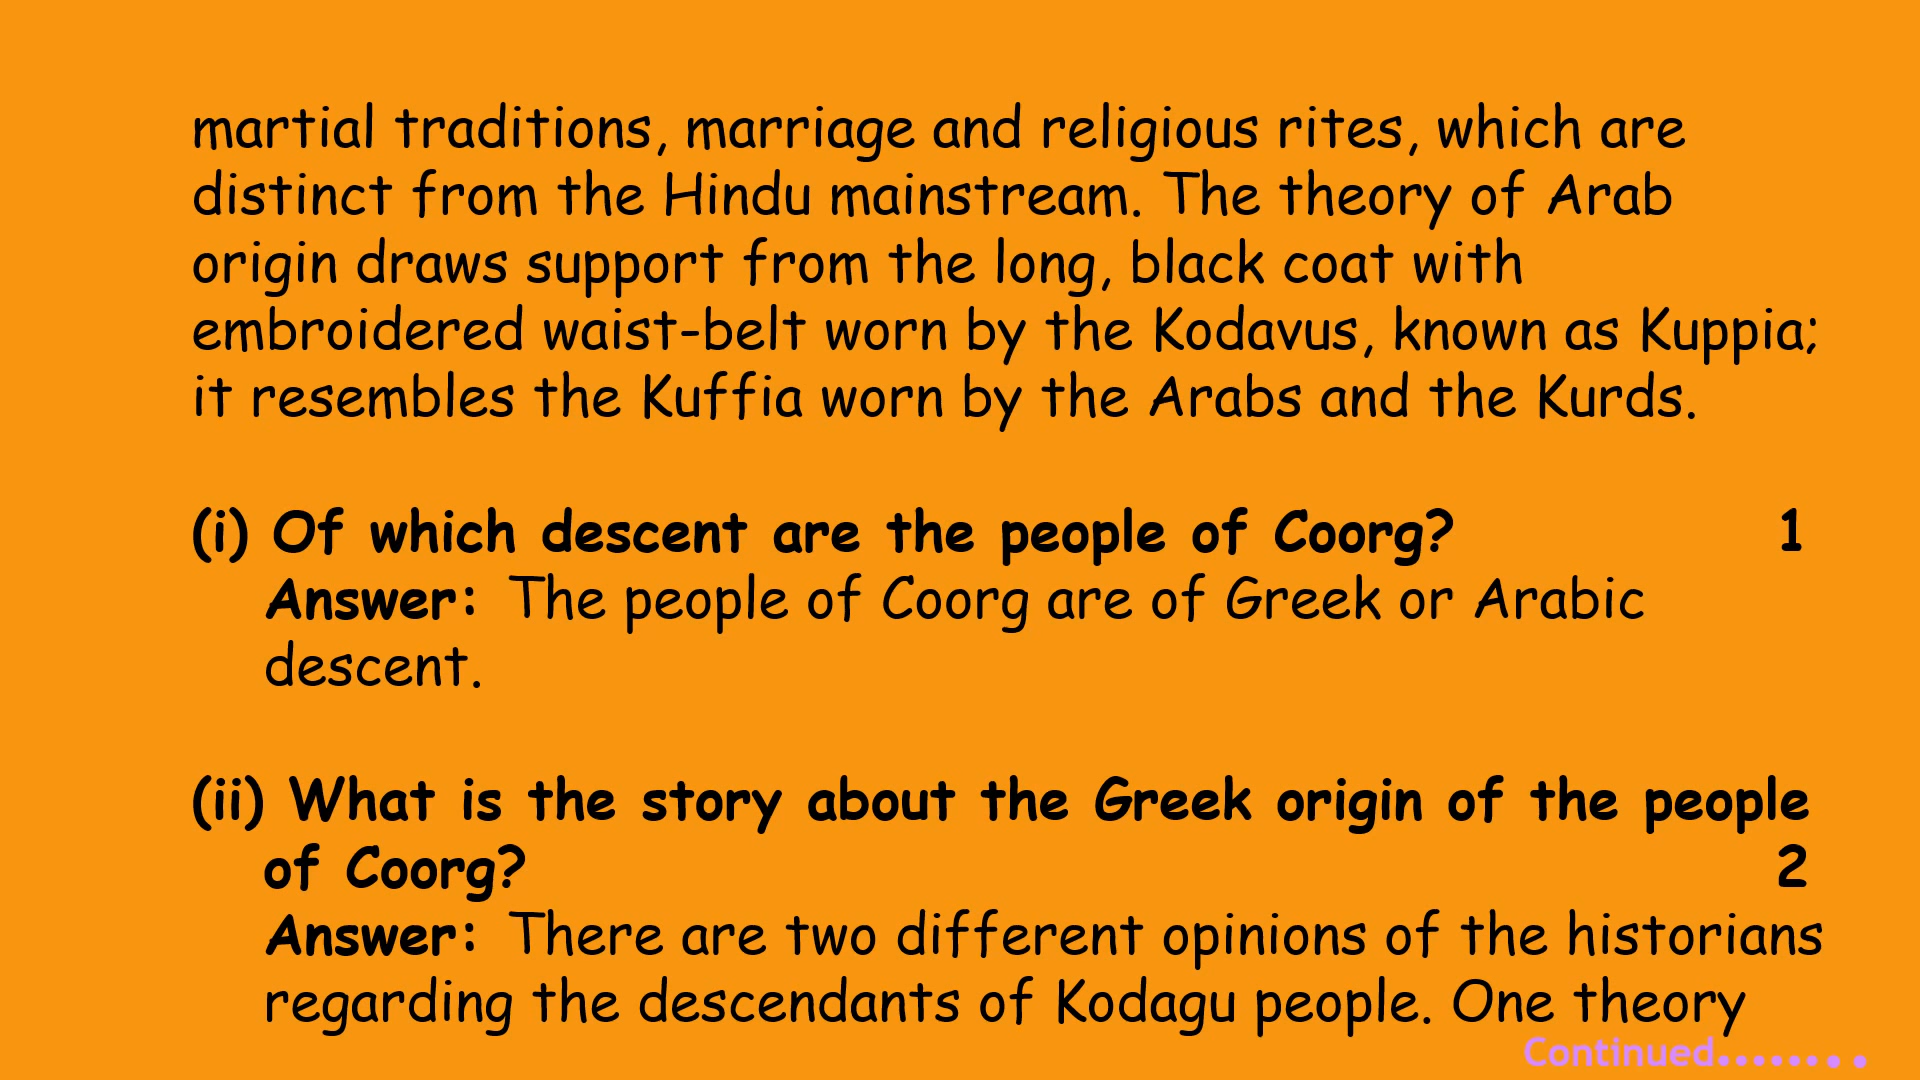 martial traditions, marriage and religious rites, which are
distinct from the Hindu mainstream. The theory of Arab
origin draws support from the long, black coat with
embroidered waist-belt worn by the Kodavus, known as Kuppia;
it resembles the Kuffia worn by the Arabs and the Kurds.
(i) Of which descent are the people of Coorg? 1
Answer: The people of Coorg are of Greek or Arabic
descent.
(ii) What is the story about the Greek origin of the people
of Coorg? 2
Answer: There are two different opinions of the historians
regarding the descendants of Kodagu people. One theory
Continued........